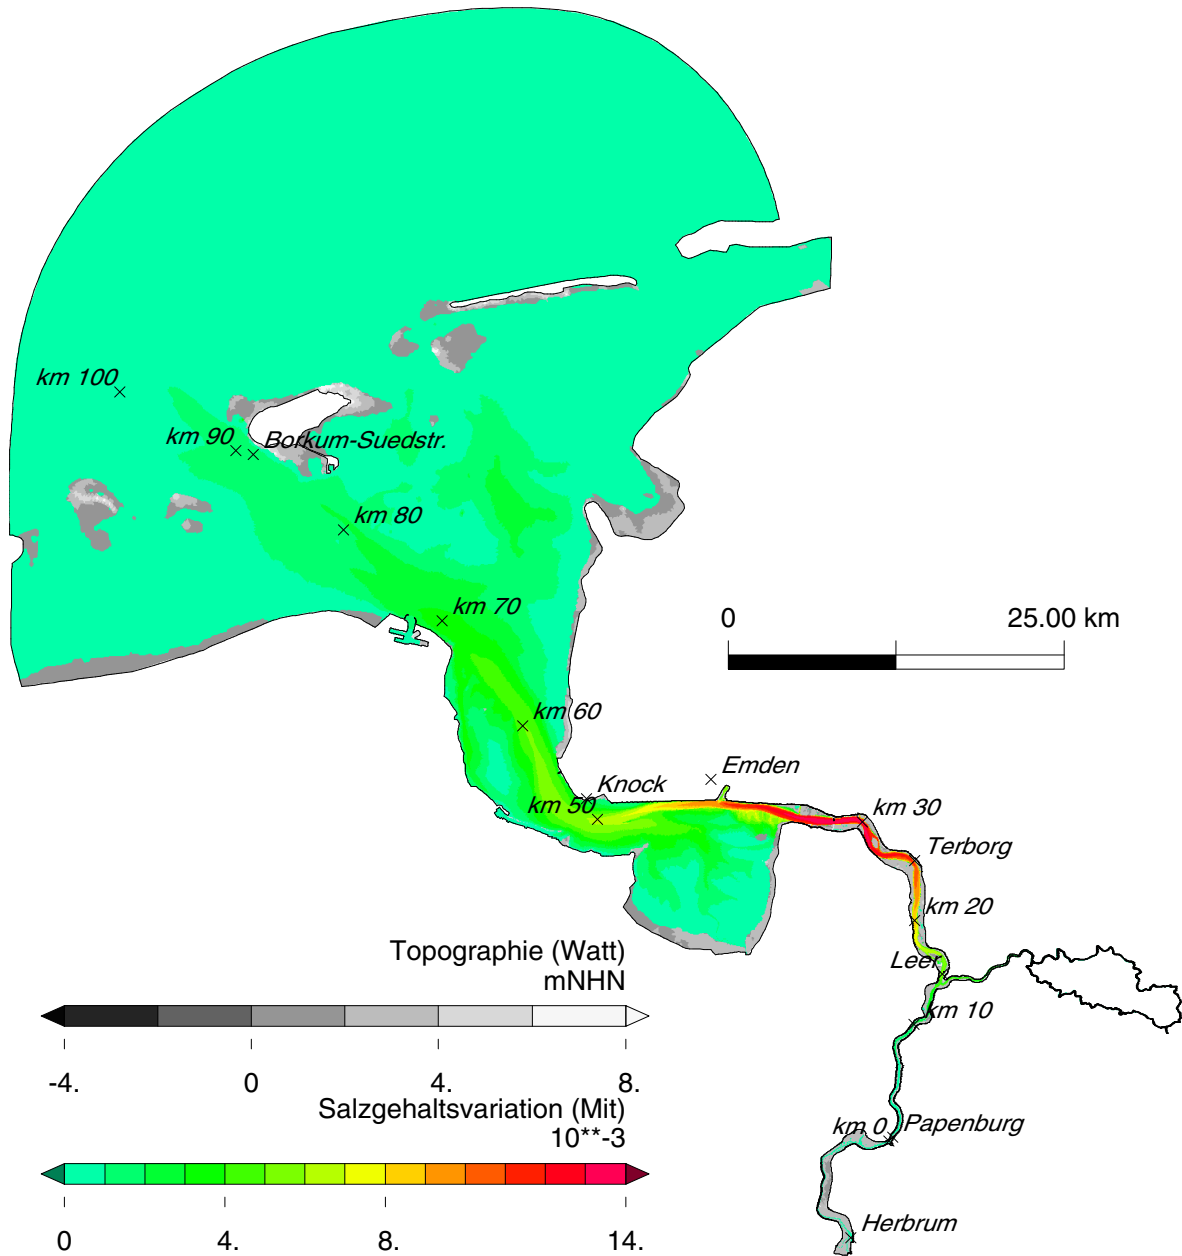 km 100
km 90
Borkum-Suedstr.
km 80
km 70
0 25.00 km
km 60
Emden
Knock
km 50
km 30
Terborg
km 20
Leer
km 10
Topographie (Watt)
mNHN
-4. 0 4. 8.
Salzgehaltsvariation (Mit)
10**-3
0 4. 8. 14.
km 0
Papenburg
Herbrum